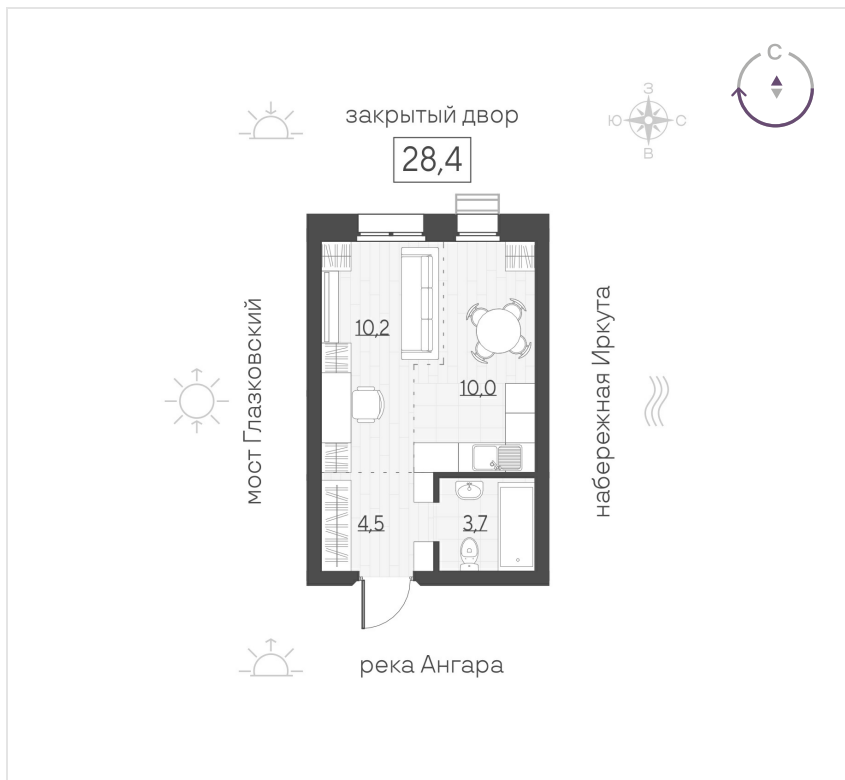 С
закрытый двор
З
Ю
С
В
28,4
мост Глазковский
набережная Иркута
10,2
10,0
4,5
3,7
река Ангара